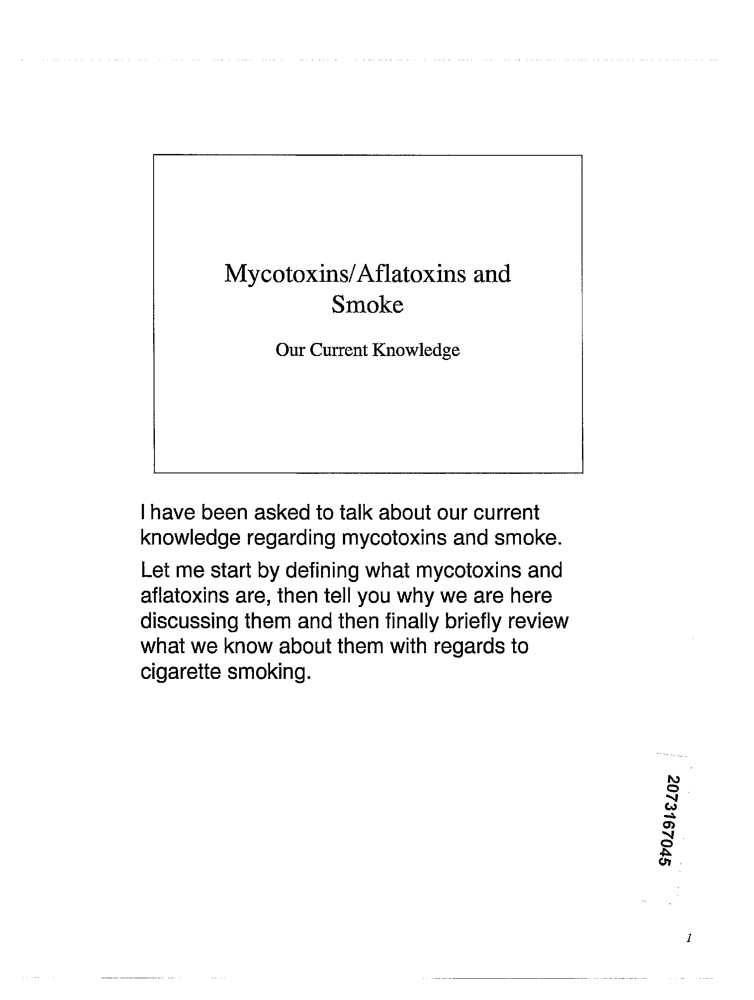 Mycotoxins/Aflatoxins and
Smoke
Our Current Knowledge
I have been asked to talk about our current
knowledge regarding mycotoxins and smoke.
Let me start by defining what mycotoxins and
aflatoxins are, then tell you why we are here
discussing them and then finally briefly review
what we know about them with regards to
cigarette smoking.
2073167045
1